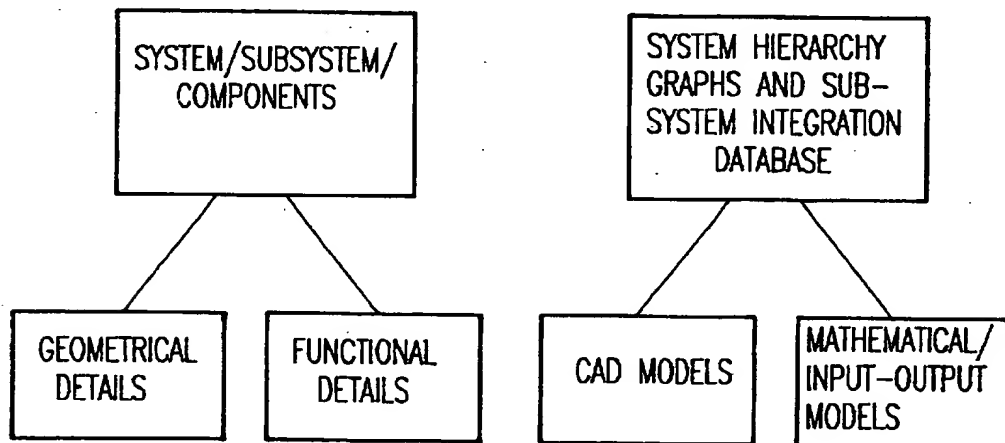 SYSTEM/SUBSYSTEM/
COMPONENTS
SYSTEM HIERARCHY
GRAPHS AND SUB-
SYSTEM INTEGRATION
DATABASE
GEOMETRICAL
DETAILS
FUNCTIONAL
DETAILS
CAD MODELS
MATHEMATICAL/
INPUT-OUTPUT
MODELS